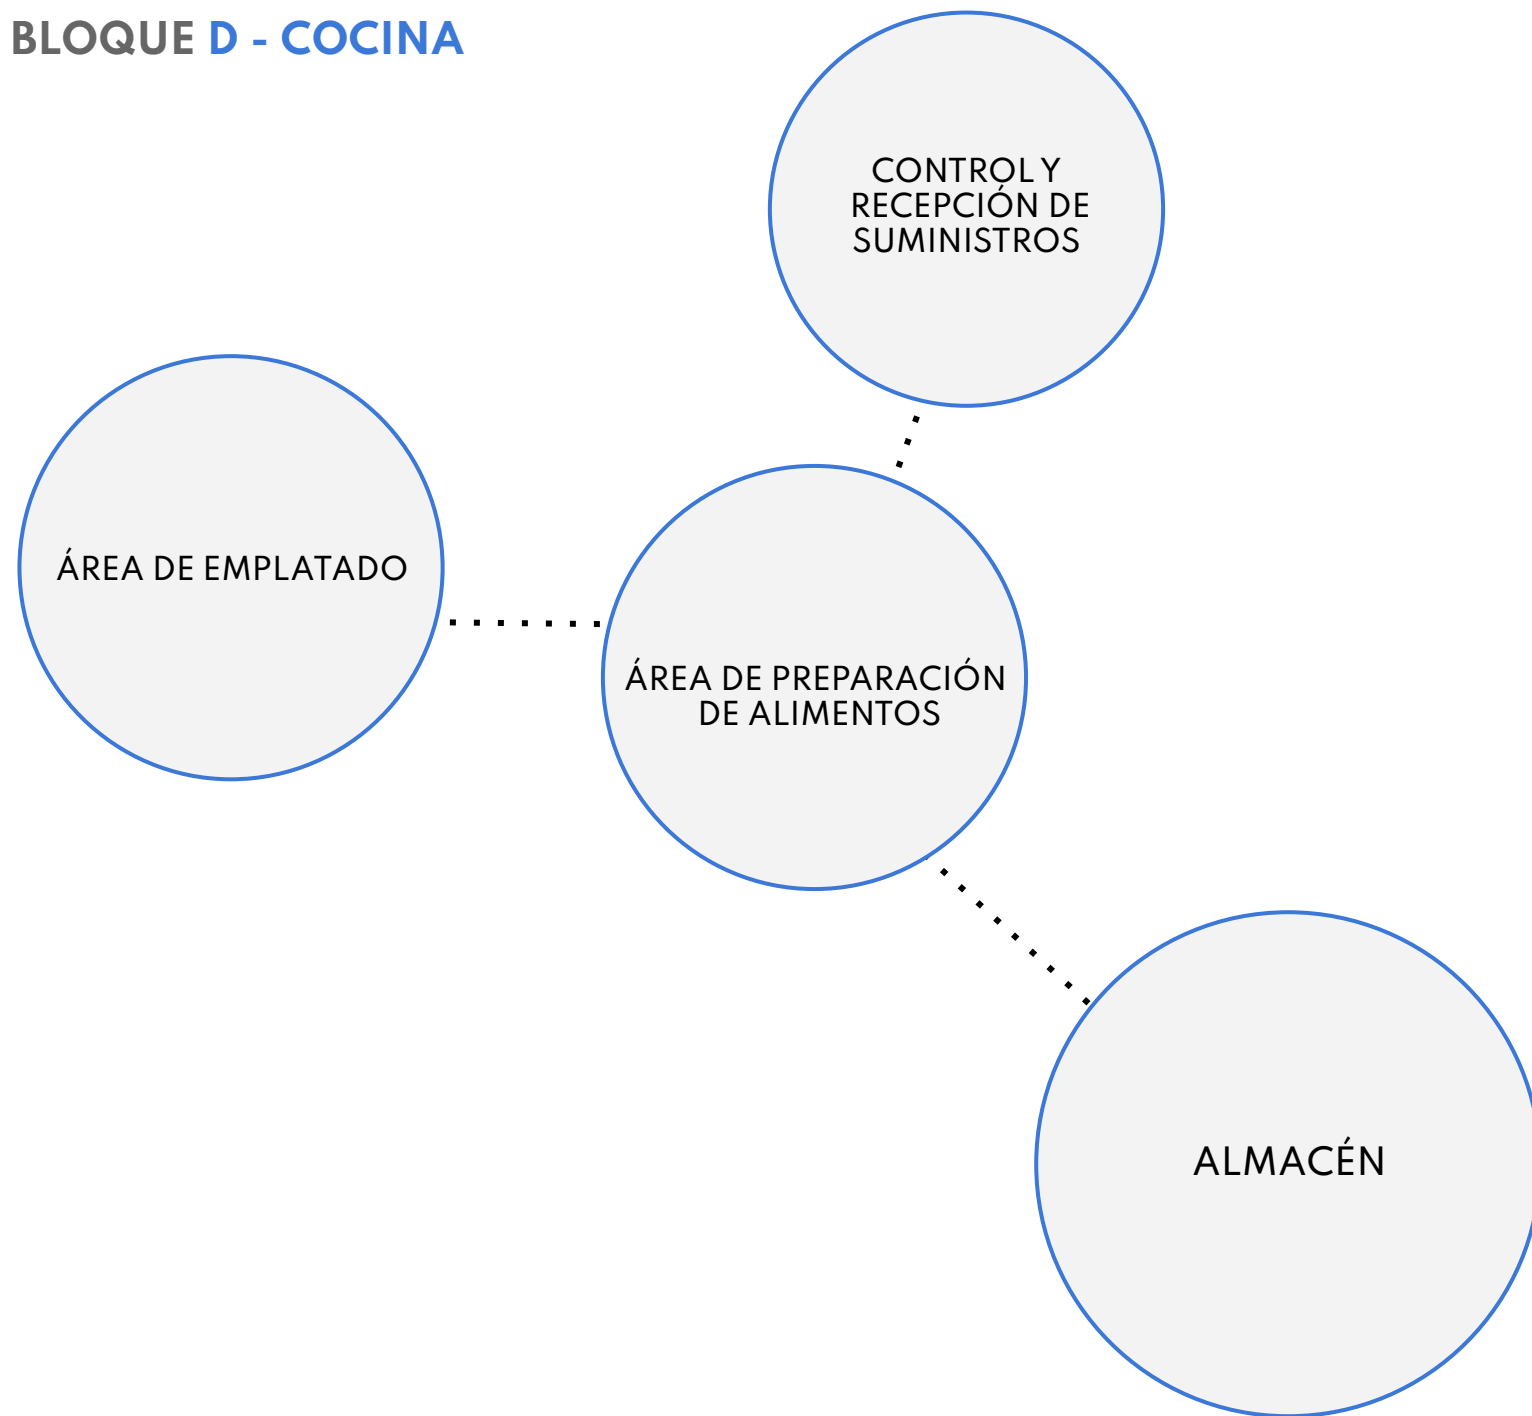 BLOQUE D - COCINA
CONTROL Y
RECEPCIÓN DE
SUMINISTROS
ÁREA DE EMPLATADO
ÁREA DE PREPARACIÓN
DE ALIMENTOS
ALMACÉN